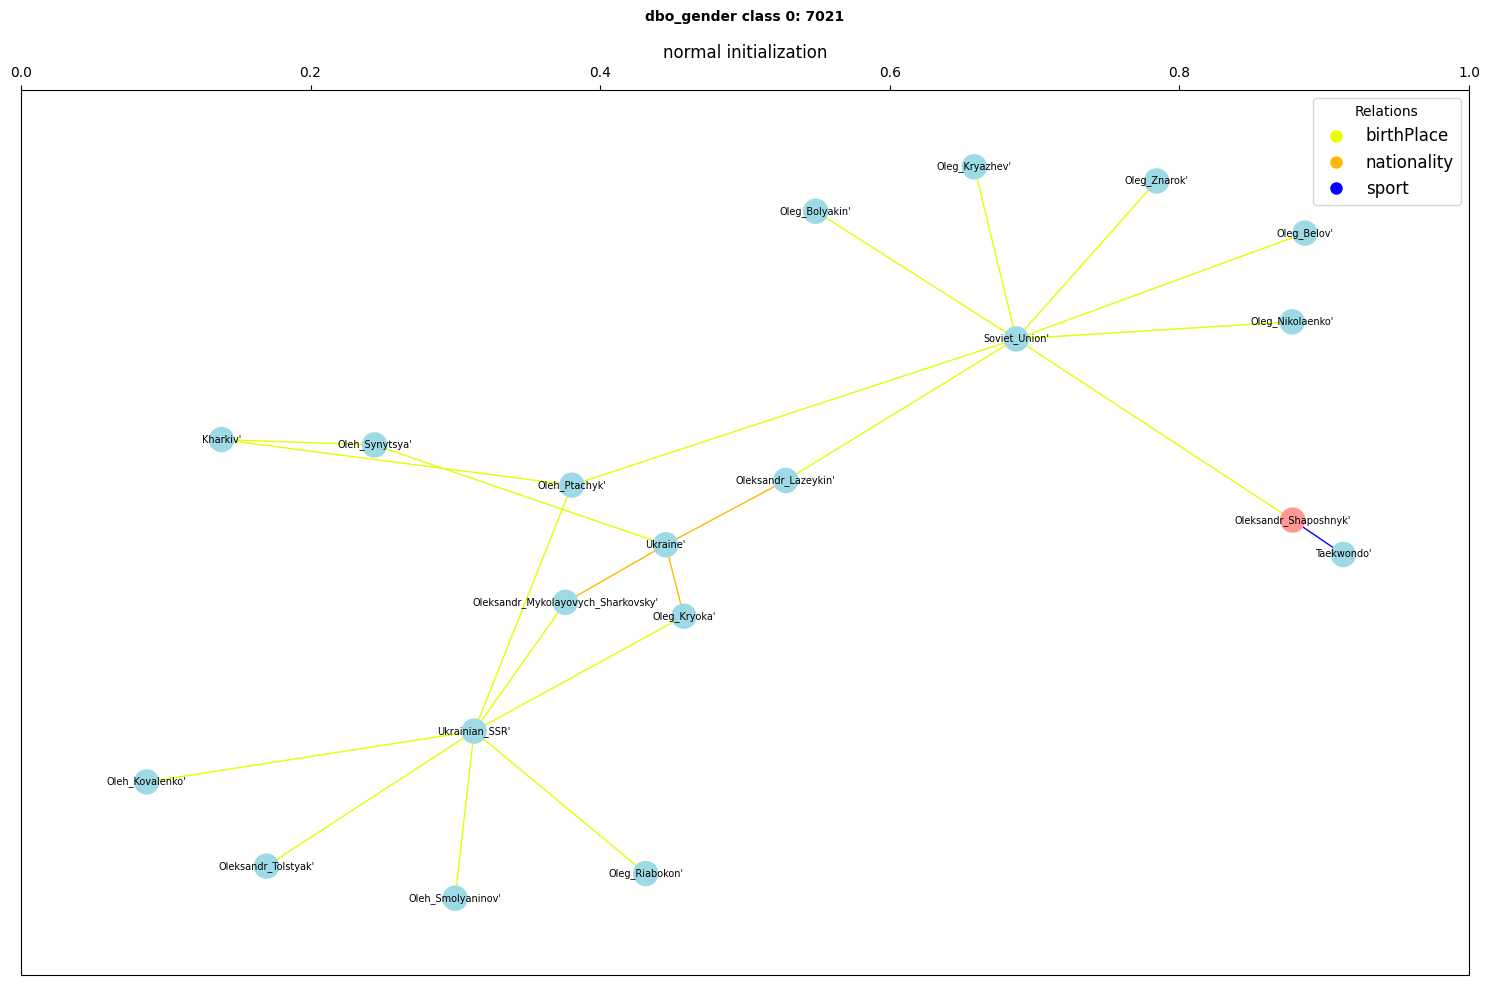 dbo_gender class 0: 7021
normal initialization
0.0 0.2 0.4 0.6 0.8 1.0
Relations
birthPlace
nationality
sport
Oleg_Kryazhev'
Oleg_Znarok'
Oleg_Bolyakin'
Oleg_Belov'
Oleg_Nikolaenko'
Soviet_Union'
Kharkiv'
Oleh_Synytsya'
Oleh_Ptachyk'
Oleksandr_Lazeykin'
Oleksandr_Shaposhnyk'
Ukraine'
Taekwondo'
Oleksandr_Mykolayovych_Sharkovsky'
Oleg_Kryoka'
Ukrainian_SSR'
Oleh_Kovalenko'
Oleksandr_Tolstyak'
Oleg_Riabokon'
Oleh_Smolyaninov'